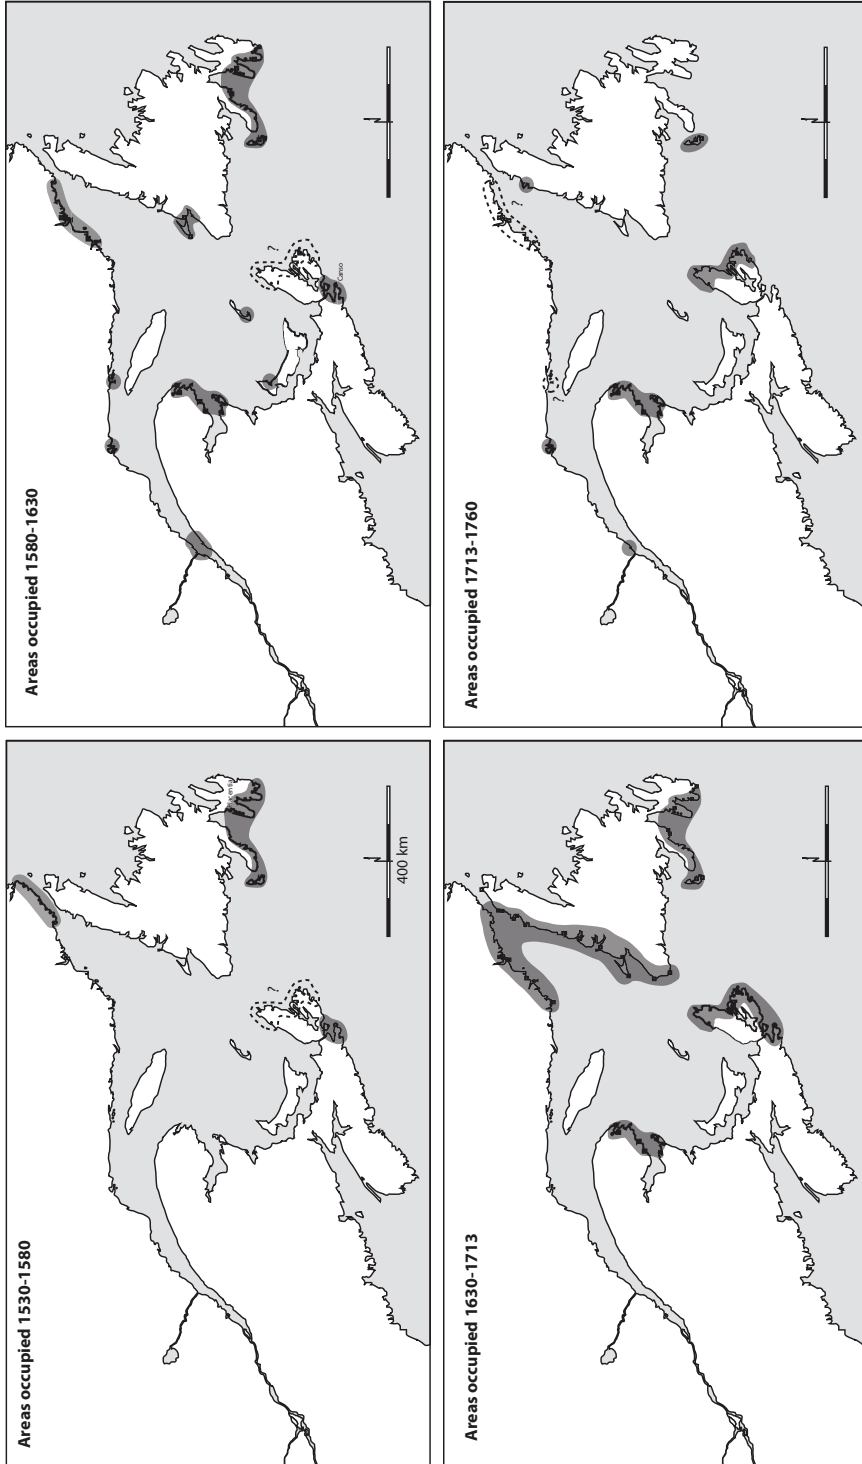 Areas occupied 1530-1580
?
400 km
Areas occupied 1580-1630
?
Canso
Areas occupied 1630-1713
Areas occupied 1713-1760
?
?